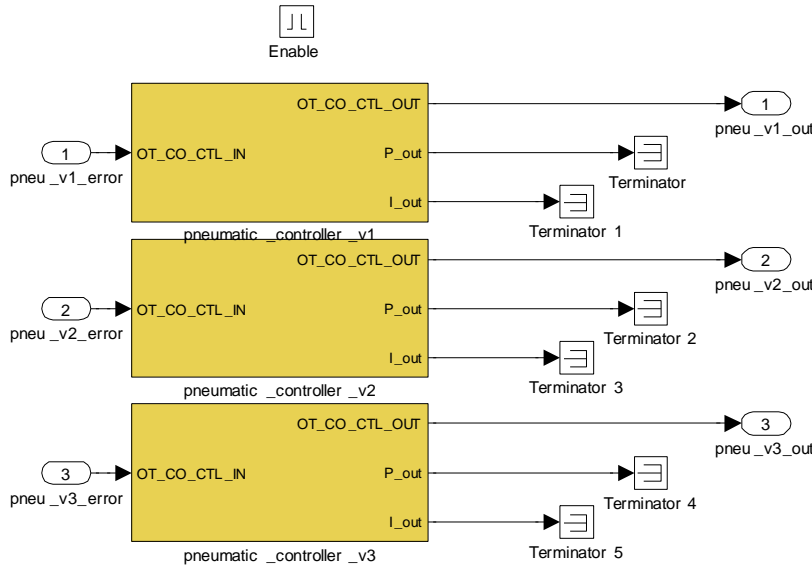 Enable
OT_CO_CTL_OUT
1
pneu _v1_out
1
pneu _v1_error
OT_CO_CTL_IN
P_out
Terminator
I_out
Terminator 1
pneumatic _controller _v1
OT_CO_CTL_OUT
2
pneu _v2_out
2
pneu _v2_error
OT_CO_CTL_IN
P_out
Terminator 2
I_out
Terminator 3
pneumatic _controller _v2
OT_CO_CTL_OUT
3
pneu _v3_out
3
pneu _v3_error
OT_CO_CTL_IN
P_out
Terminator 4
I_out
Terminator 5
pneumatic _controller _v3